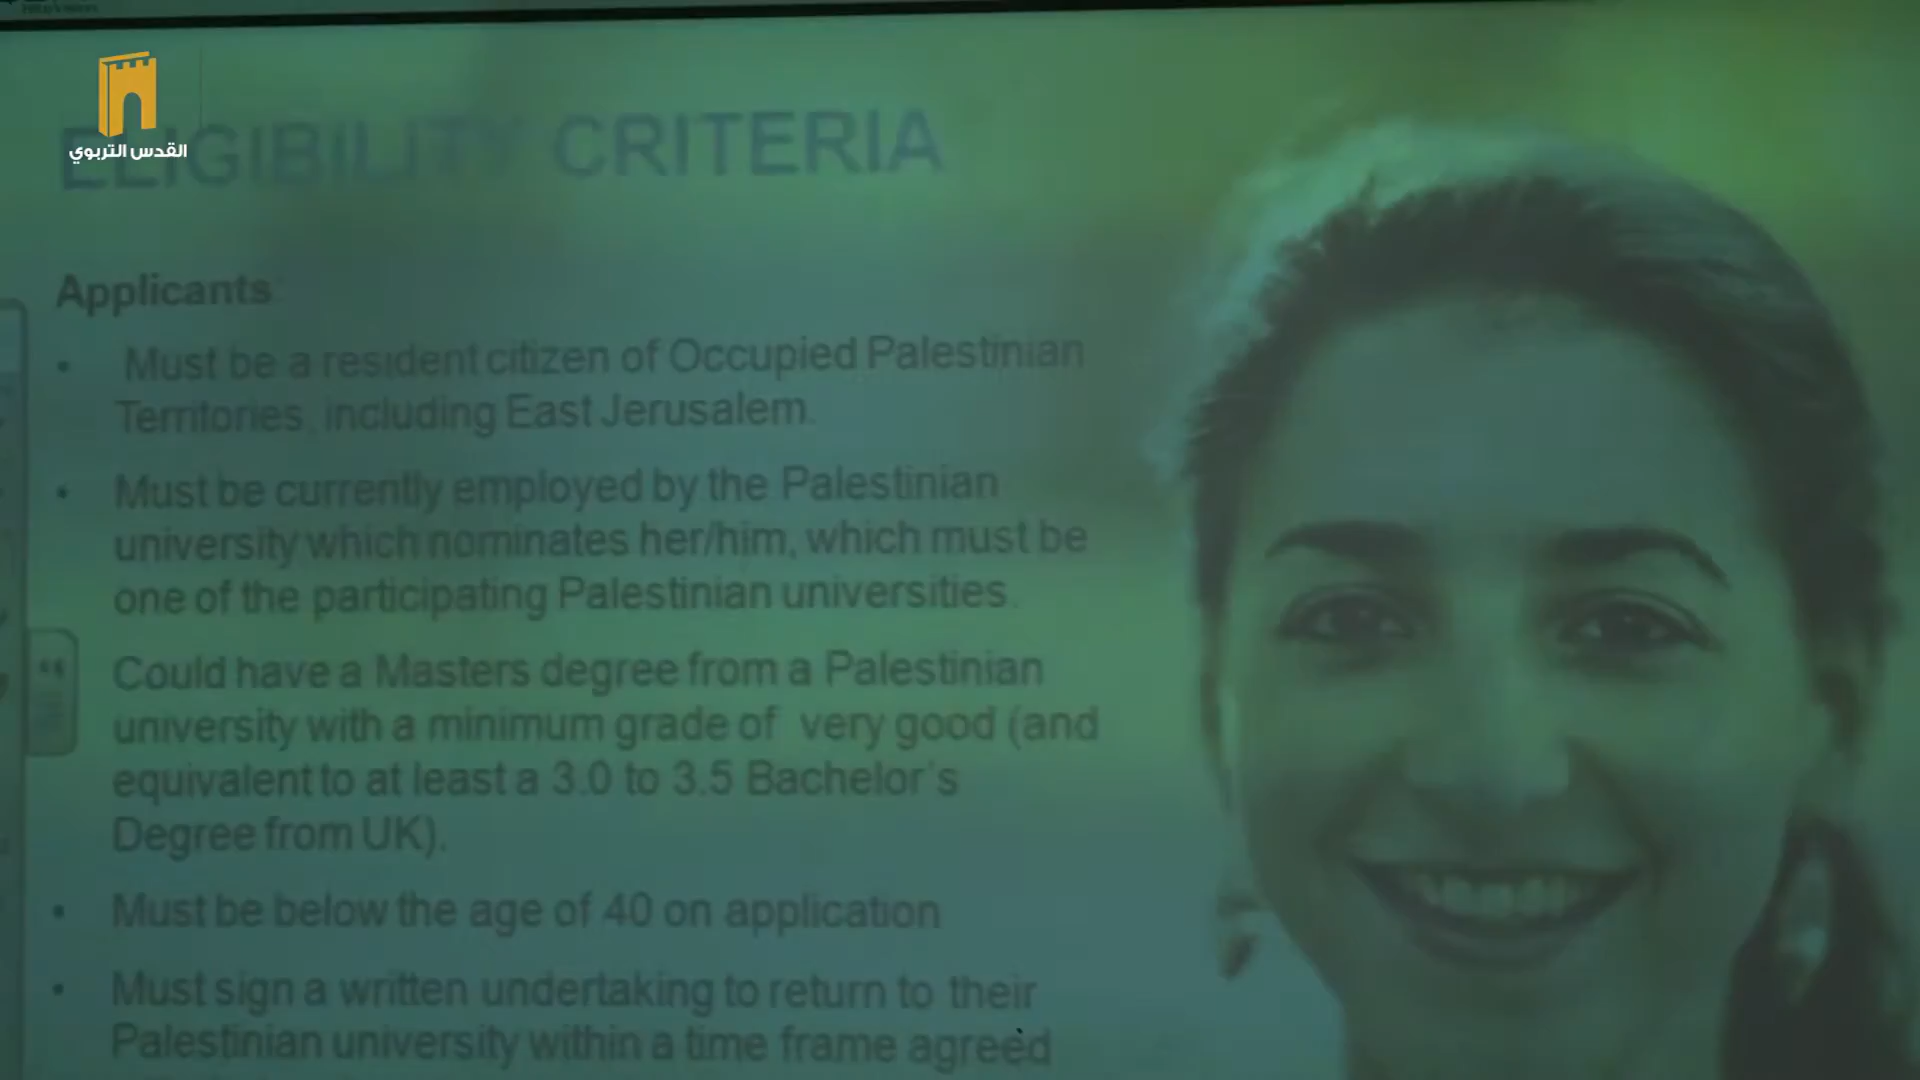 القدس التربوي
ELIGIBILITY CRITERIA
Applicants:
• Must be a resident citizen of Occupied Palestinian
Territories, including East Jerusalem.
• Must be currently employed by the Palestinian
university which nominates her/him, which must be
one of the participating Palestinian universities.
Could have a Masters degree from a Palestinian
university with a minimum grade of very good (and
equivalent to at least a 3.0 to 3.5 Bachelor's
Degree from UK).
• Must be below the age of 40 on application
• Must sign a written undertaking to return to their
Palestinian university within a time frame agreed